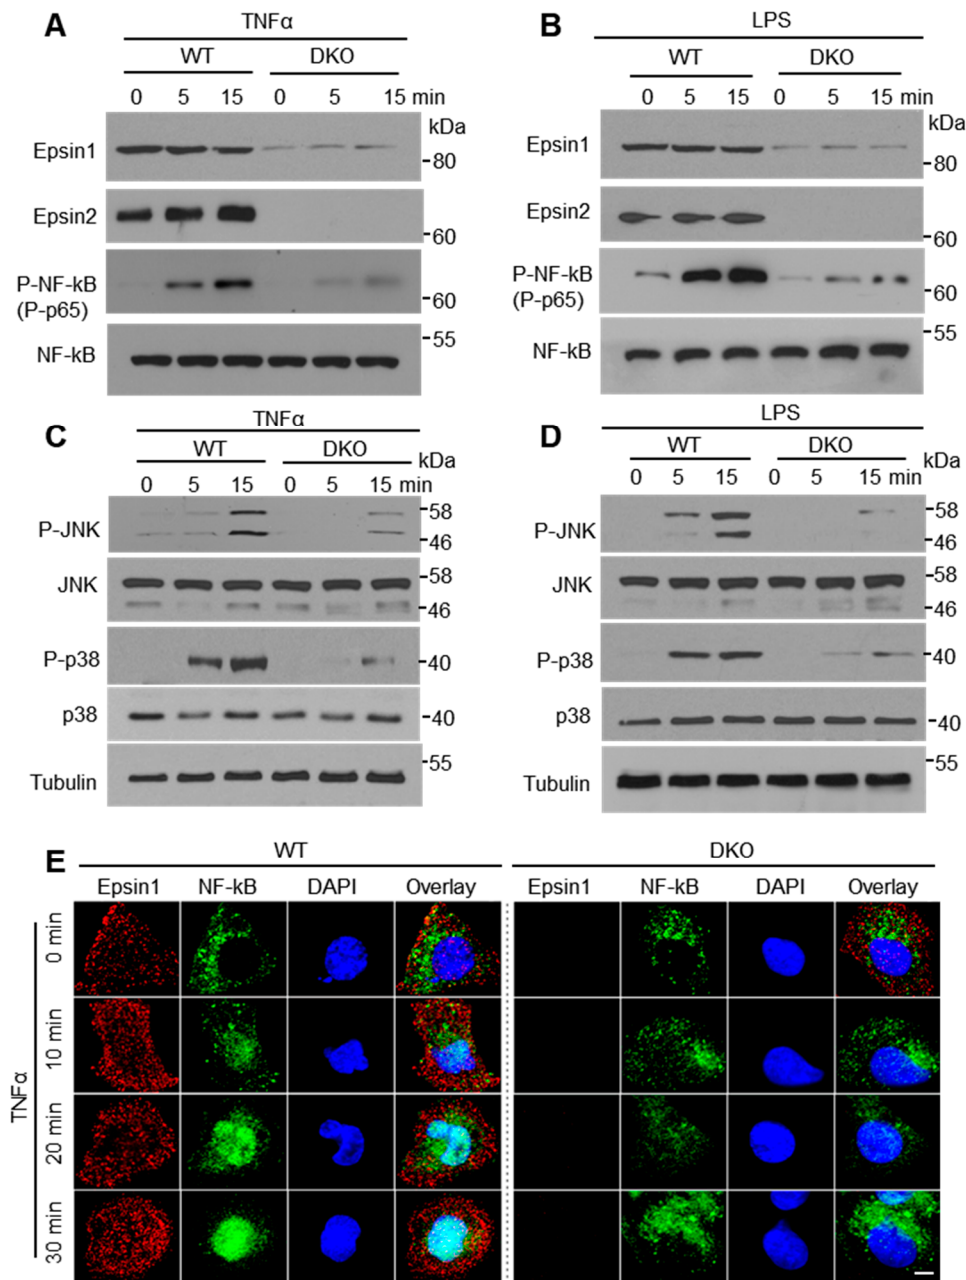 A
TNFα
WT DKO
0 5 15 0 5 15 min
kDa
Epsin1
80
Epsin2
60
P-NF-kB
(P-p65)
60
55
NF-kB
B
LPS
WT DKO
0 5 15 0 5 15 min
kDa
Epsin1
80
Epsin2
60
P-NF-kB
(P-p65)
60
55
NF-kB
C
TNFα
WT DKO
kDa
0 5 15 0 5 15 min
58
P-JNK
46
58
JNK
46
P-p38
40
p38
40
55
Tubulin
D
LPS
WT DKO
kDa
0 5 15 0 5 15 min
58
P-JNK
46
58
JNK
46
P-p38
40
p38
40
55
Tubulin
E
WT DKO
Epsin1 NF-kB DAPI Overlay Epsin1 NF-kB DAPI Overlay
TNFα
0 min
10 min
20 min
30 min